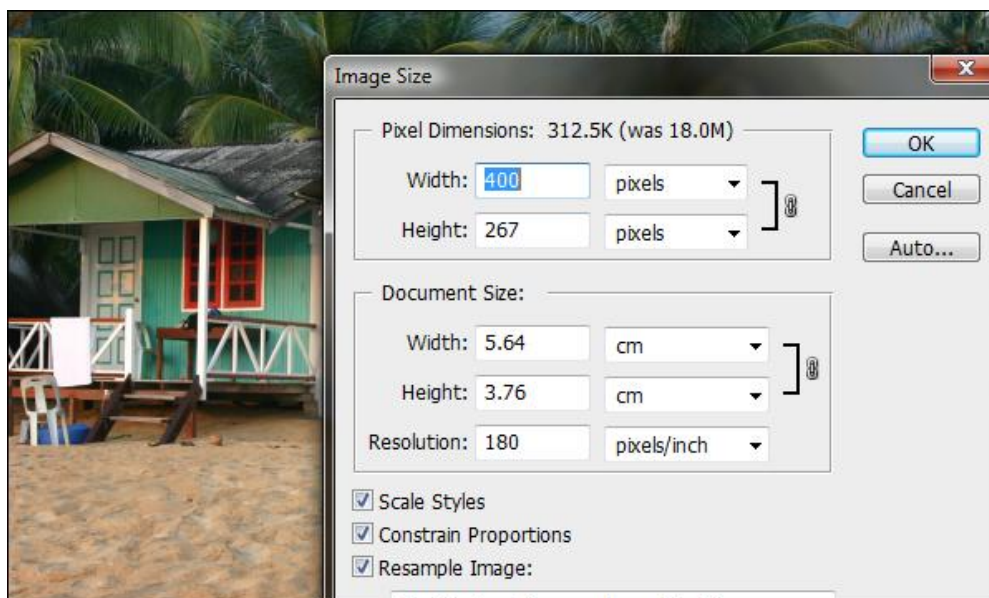 Image Size
Pixel Dimensions: 312.5K (was 18.0M)
OK
Width: 400 pixels
Cancel
Height: 267 pixels
Auto...
Document Size:
Width: 5.64 cm
Height: 3.76 cm
Resolution: 180 pixels/inch
Scale Styles
Constrain Proportions
Resample Image: